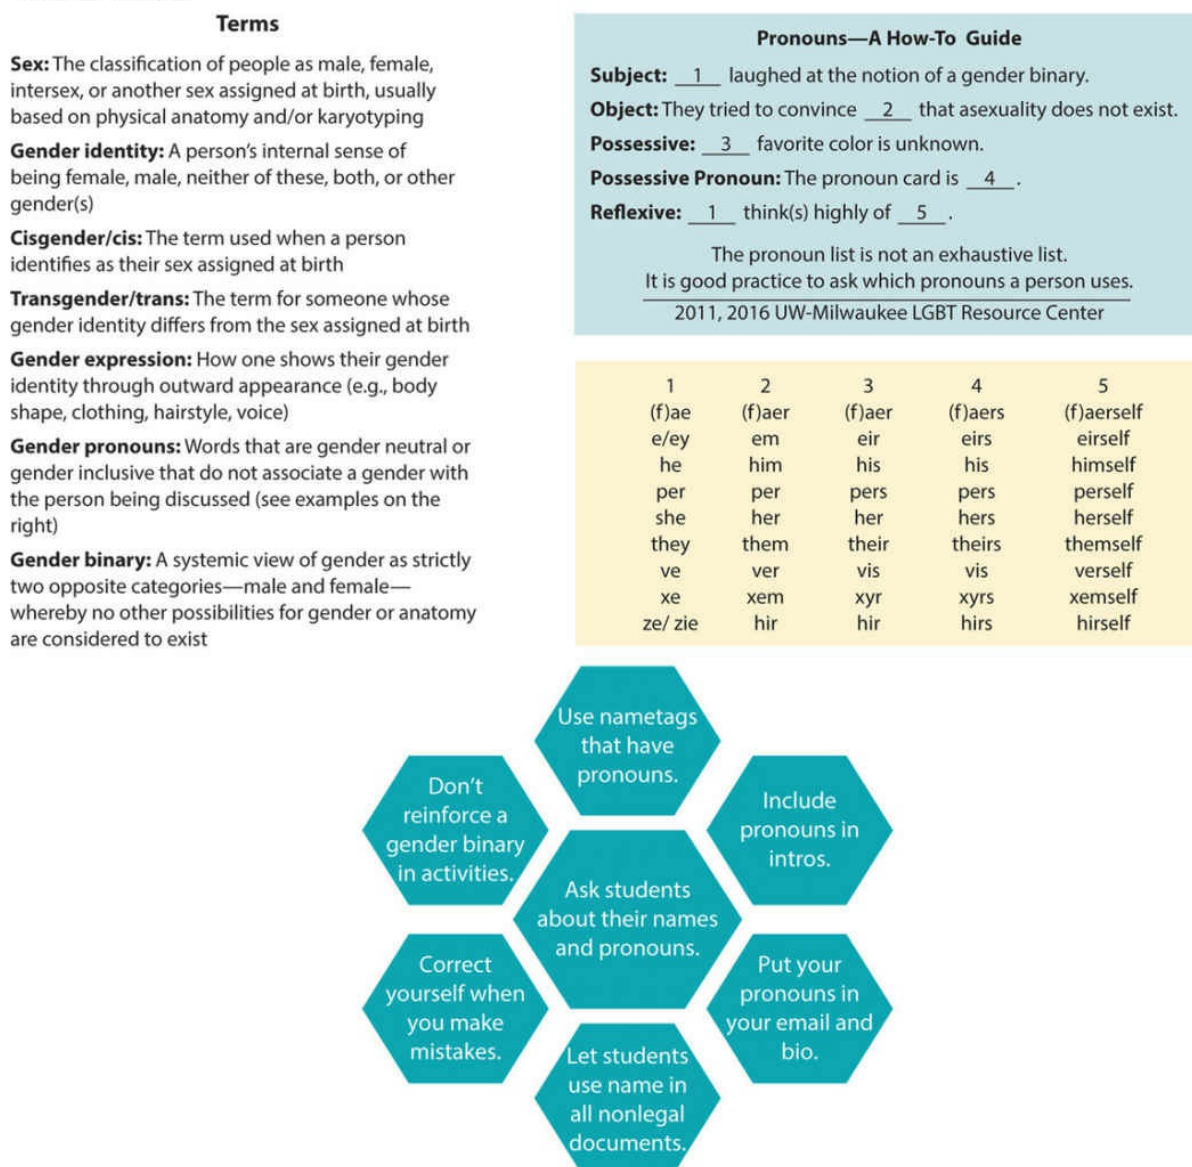 Terms
Sex: The classification of people as male, female,
intersex, or another sex assigned at birth, usually
based on physical anatomy and/or karyotyping
Gender identity: A person's internal sense of
being female, male, neither of these, both, or other
gender(s)
Cisgender/cis: The term used when a person
identifies as their sex assigned at birth
Transgender/trans: The term for someone whose
gender identity differs from the sex assigned at birth
Gender expression: How one shows their gender
identity through outward appearance (e.g., body
shape, clothing, hairstyle, voice)
Gender pronouns: Words that are gender neutral or
gender inclusive that do not associate a gender with
the person being discussed (see examples on the
right)
Gender binary: A systemic view of gender as strictly
two opposite categories—male and female—
whereby no other possibilities for gender or anatomy
are considered to exist
Pronouns—A How-To Guide
Subject: __1__ laughed at the notion of a gender binary.
Object: They tried to convince __2__ that asexuality does not exist.
Possessive: __3__ favorite color is unknown.
Possessive Pronoun: The pronoun card is __4__.
Reflexive: __1__ think(s) highly of __5__.
The pronoun list is not an exhaustive list.
It is good practice to ask which pronouns a person uses.
2011, 2016 UW-Milwaukee LGBT Resource Center
1 2 3 4 5
(f)ae (f)aer (f)aer (f)aers (f)aerself
e/ey em eir eirs eirself
he him his his himself
per per pers pers perself
she her her hers herself
they them their theirs themself
ve ver vis vis verself
xe xem xyr xyrs xemself
ze/ zie hir hir hirs hirself
Use nametags
that have
pronouns.
Don't
reinforce a
gender binary
in activities.
Include
pronouns in
intros.
Ask students
about their names
and pronouns.
Correct
yourself when
you make
mistakes.
Put your
pronouns in
your email and
bio.
Let students
use name in
all nonlegal
documents.